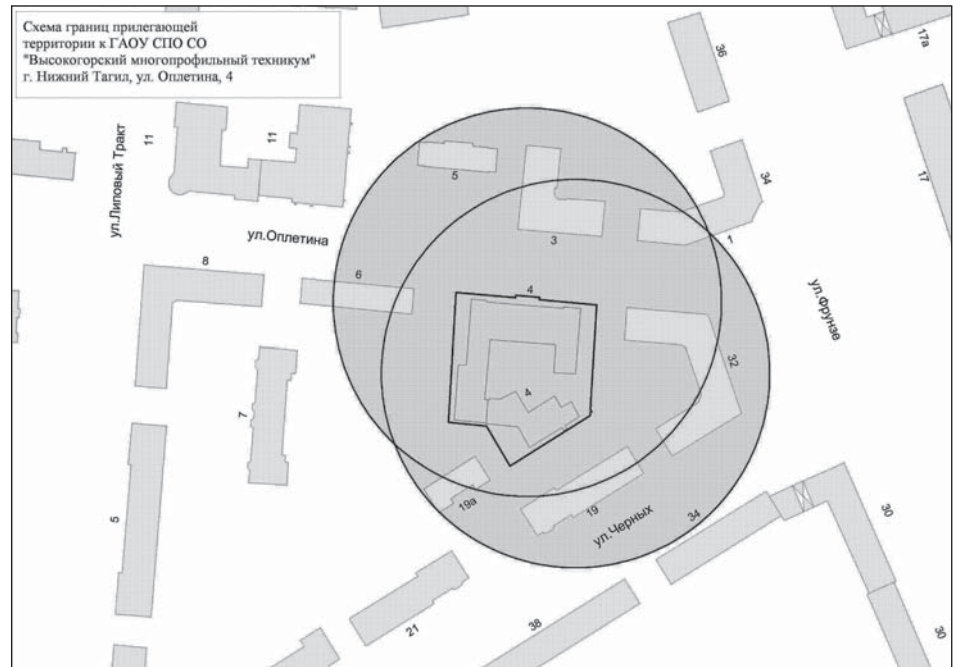 Схема границ прилегающей
территории к ГАОУ СПО СО
"Высокогорский многопрофильный техникум"
г. Нижний Тагил, ул. Оплетина, 4
17а
36
11
11
ул.Липовый Тракт
5
34
17
ул.Оплетина
3
1
8
6
4
ул.Фрунзе
32
4
7
19а
19
ул.Черных
34
30
5
21
38
30